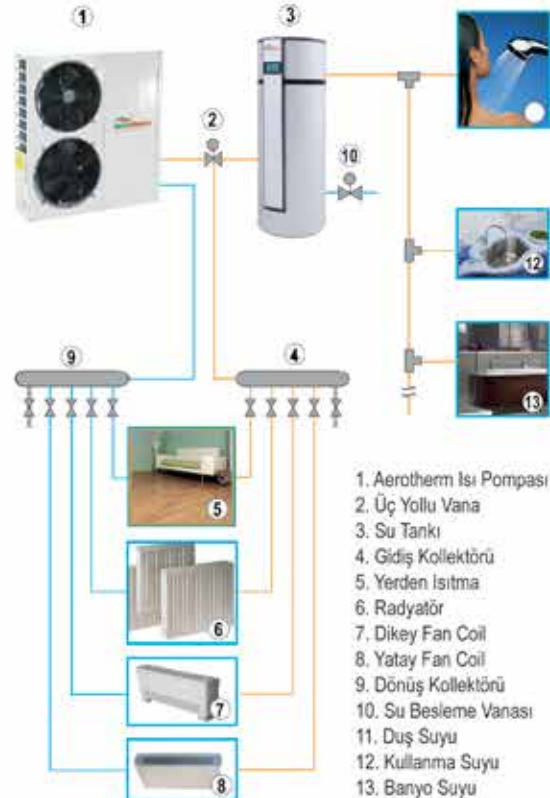 1
2
3
10
12
13
9
4
5
6
7
8
1. Aerotherm Isı Pompası
2. Üç Yollu Vana
3. Su Tankı
4. Gidiş Kollektörü
5. Yerden Isıtma
6. Radyatör
7. Dikey Fan Coil
8. Yatay Fan Coil
9. Dönüş Kollektörü
10. Su Besleme Vanası
11. Duş Suyu
12. Kullanma Suyu
13. Banyo Suyu